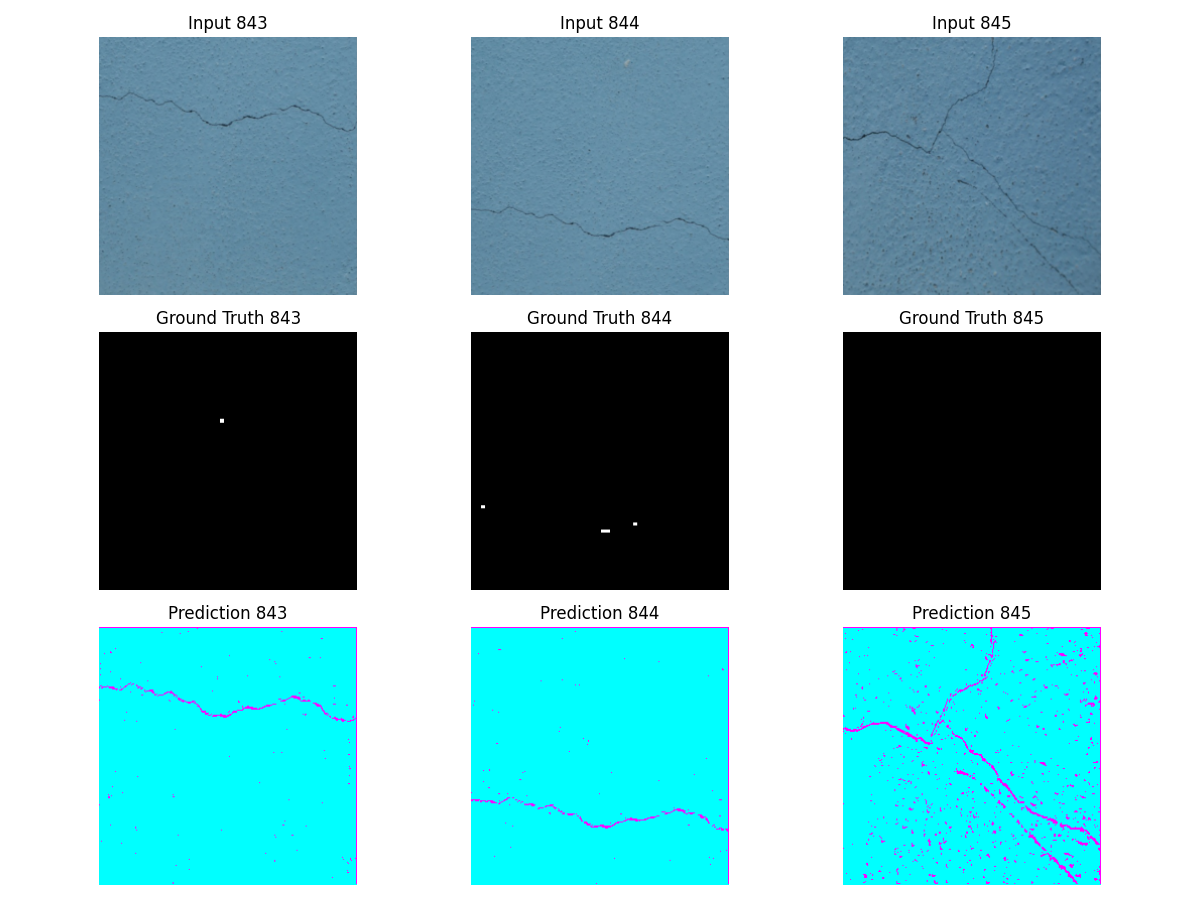 Input 843
Input 844
Input 845
Ground Truth 843
Ground Truth 844
Ground Truth 845
Prediction 843
Prediction 844
Prediction 845